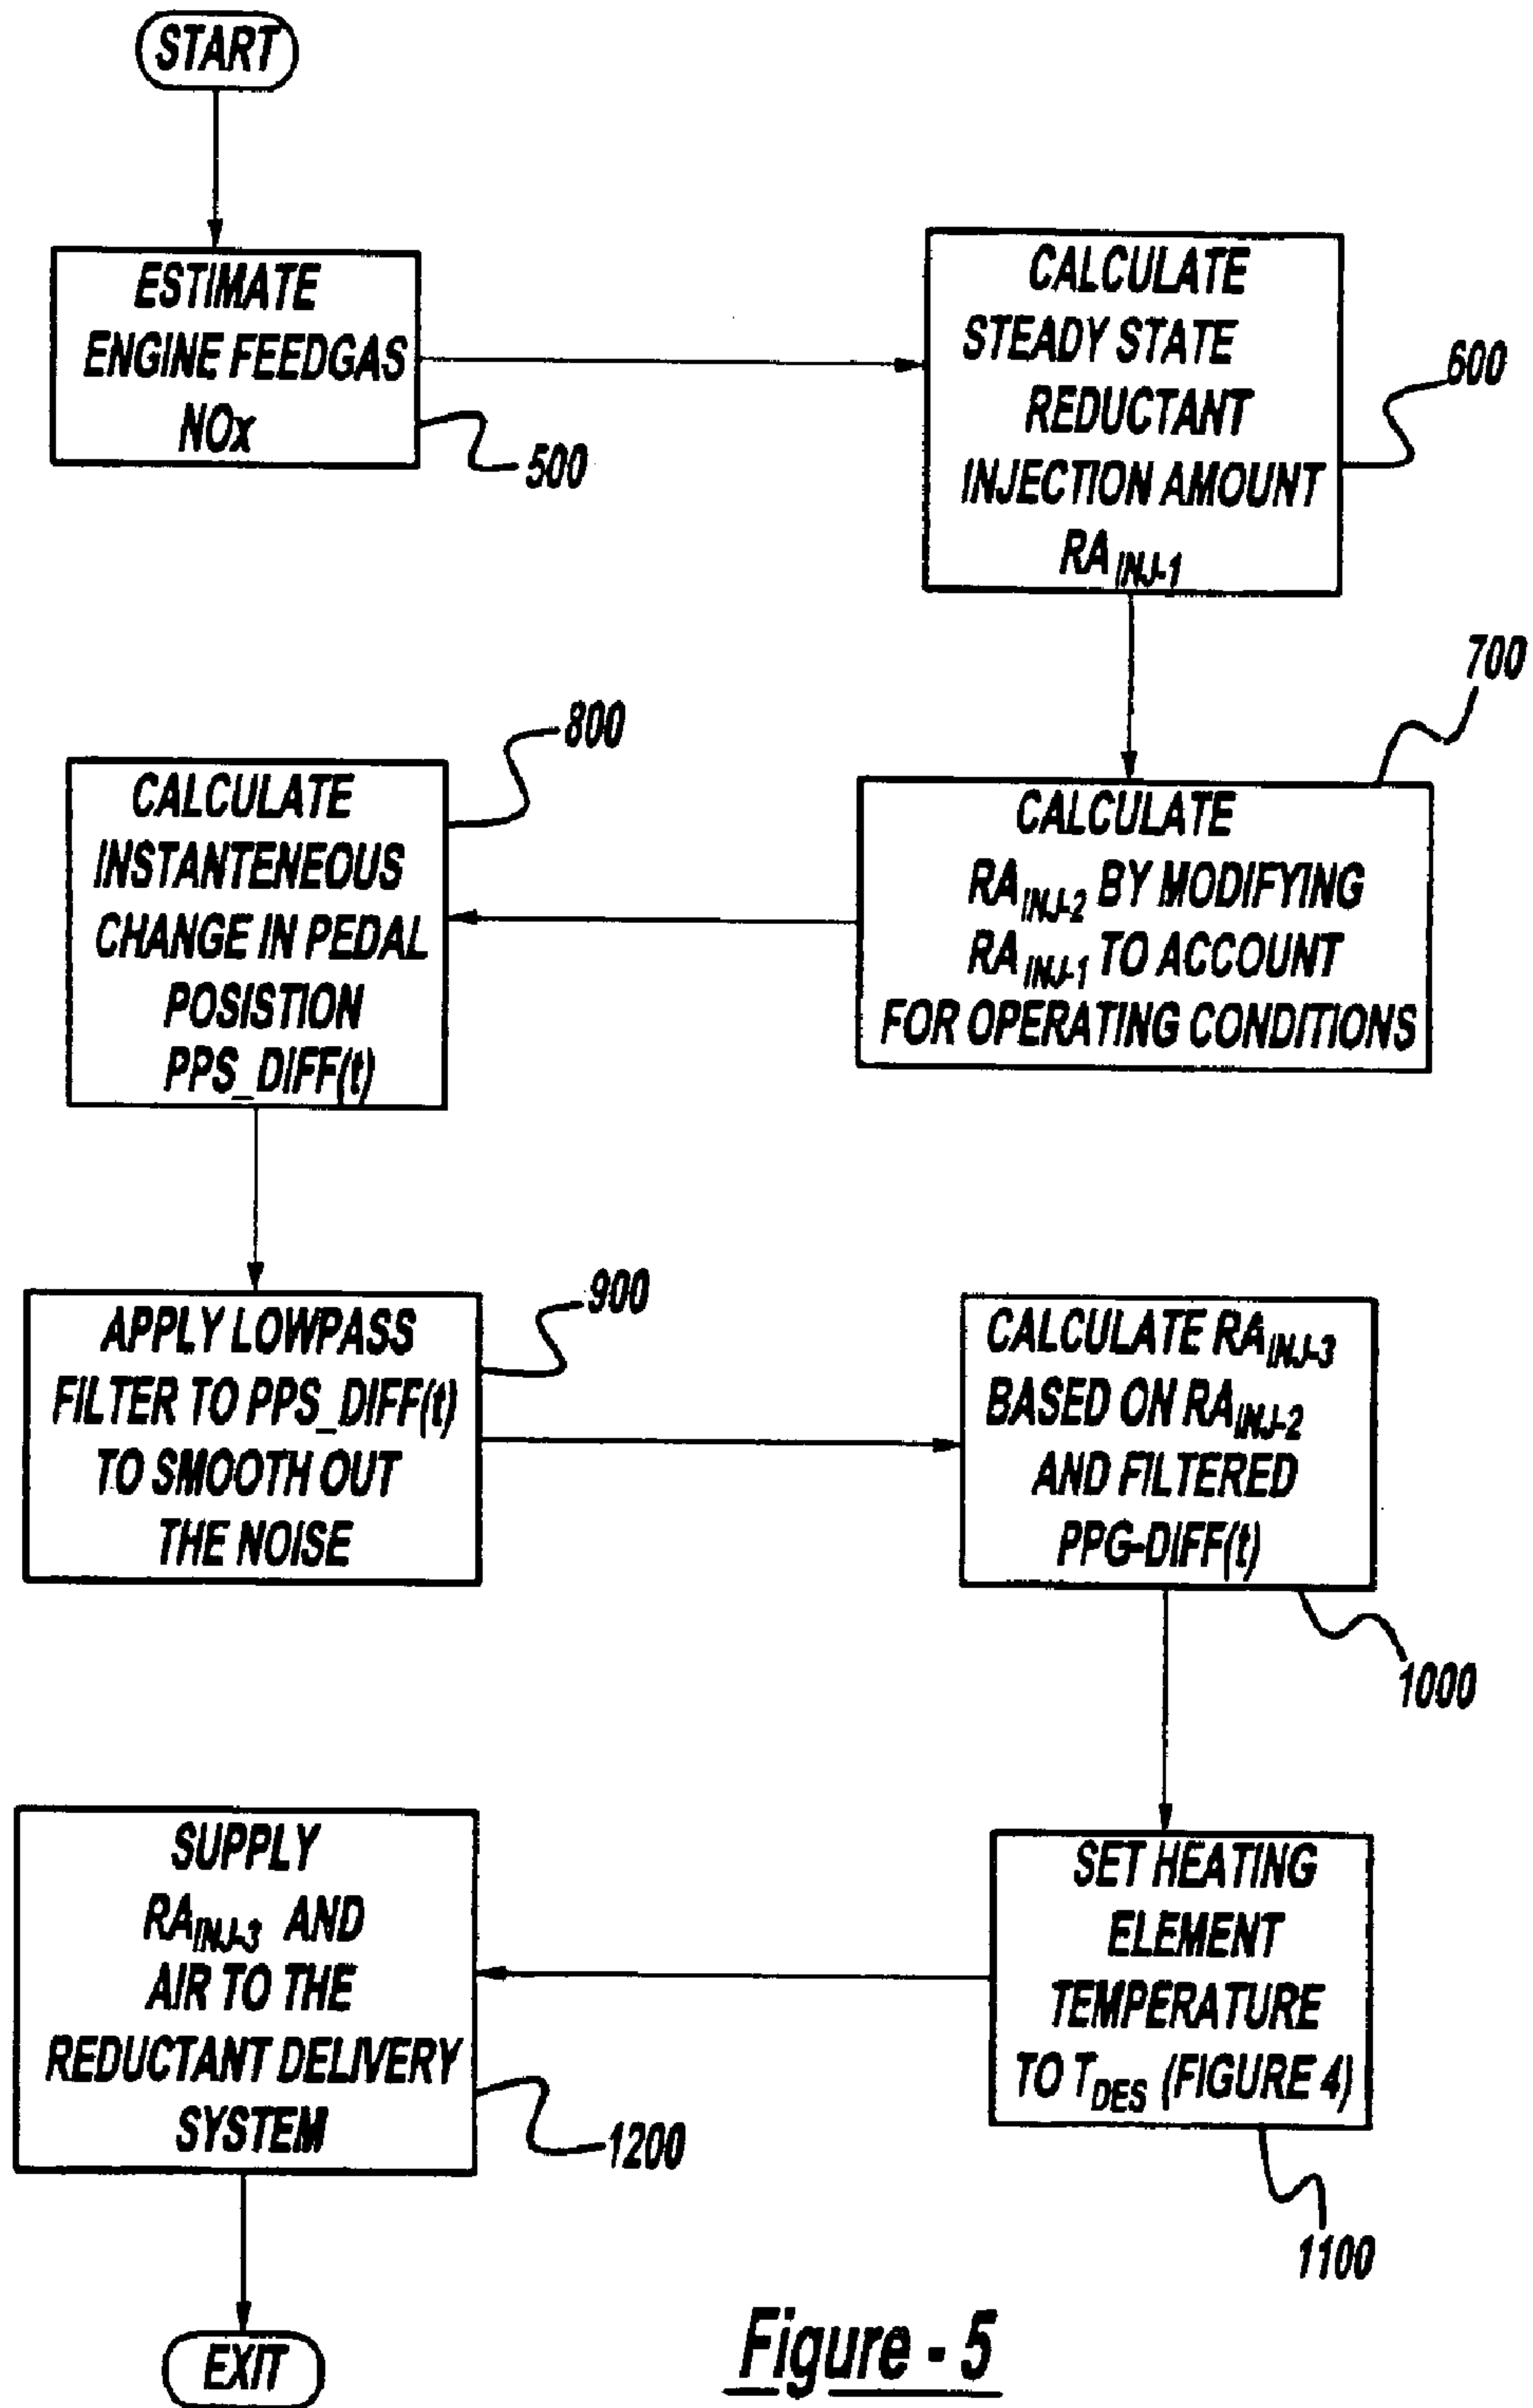 START
ESTIMATE
ENGINE FEEDGAS
NOx
500
CALCULATE
STEADY STATE
REDUCTANT
INJECTION AMOUNT
RA INJ-1
600
700
CALCULATE
RA INJ-2 BY MODIFYING
RA INJ-1 TO ACCOUNT
FOR OPERATING CONDITIONS
800
CALCULATE
INSTANTENEOUS
CHANGE IN PEDAL
POSISTION
PPS_DIFF(t)
900
APPLY LOWPASS
FILTER TO PPS_DIFF(t)
TO SMOOTH OUT
THE NOISE
CALCULATE RA INJ-3
BASED ON RA INJ-2
AND FILTERED
PPG-DIFF(t)
1000
SET HEATING
ELEMENT
TEMPERATURE
TO T DES (FIGURE 4)
1100
SUPPLY
RA INJ-3 AND
AIR TO THE
REDUCTANT DELIVERY
SYSTEM
1200
EXIT
Figure - 5